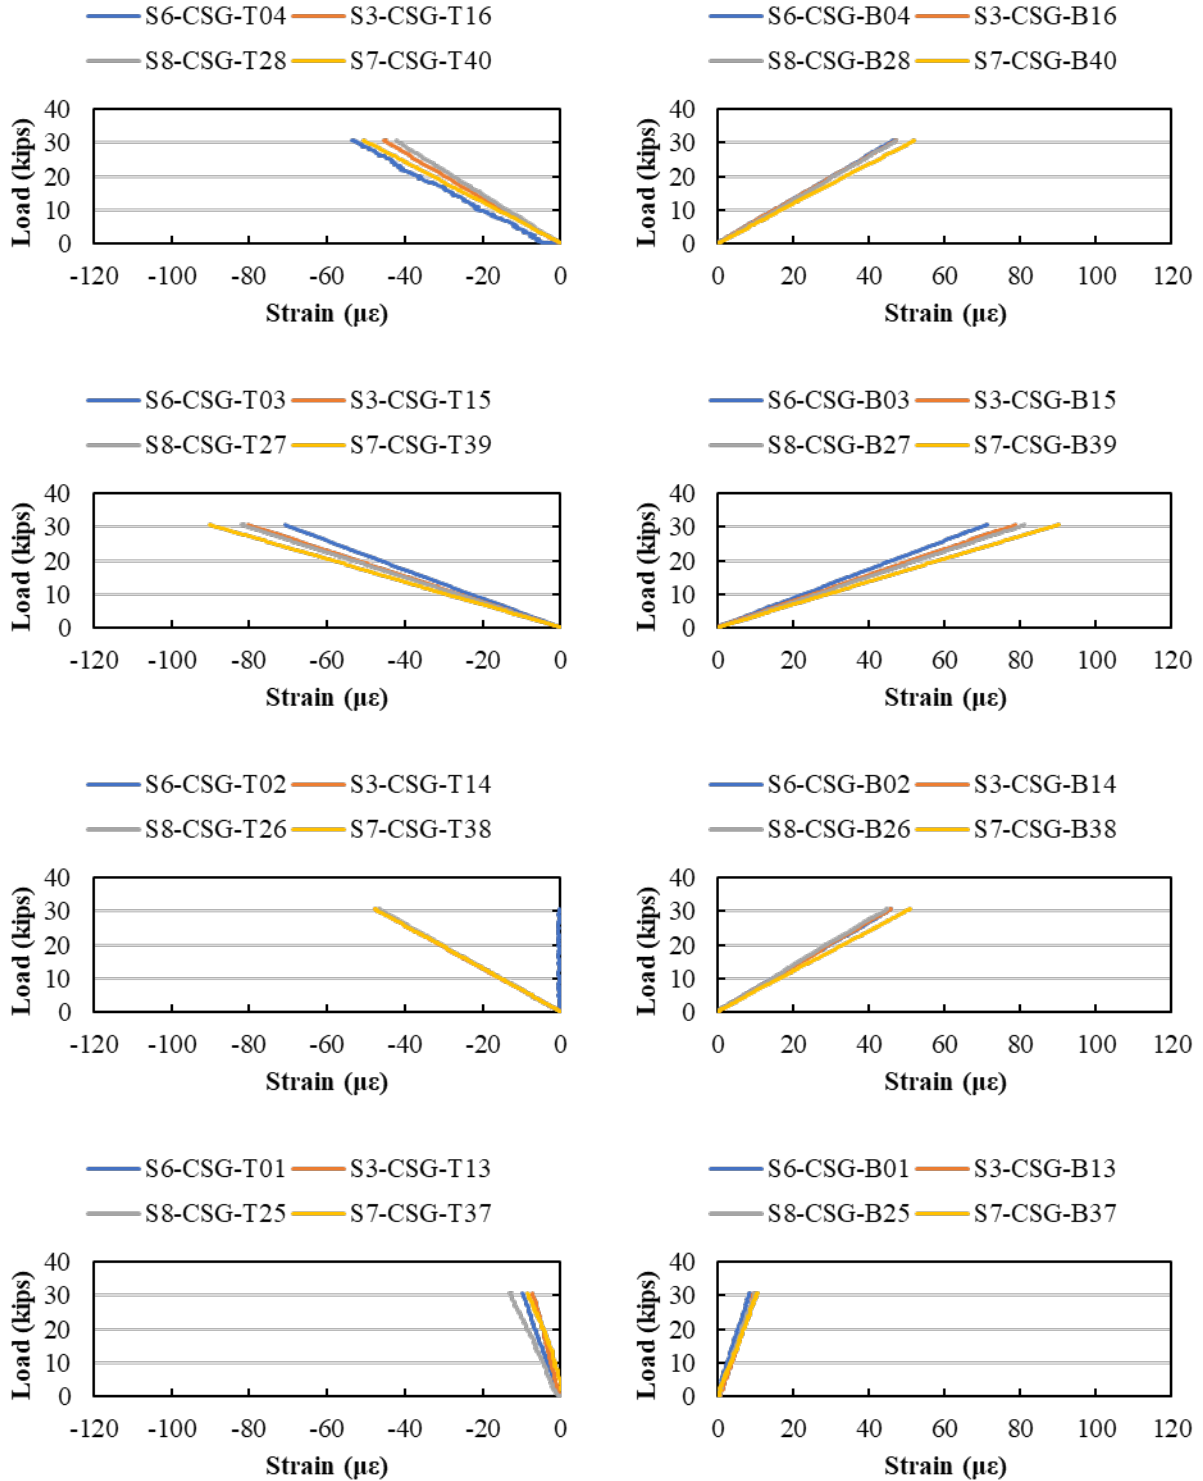 S6-CSG-T04 S3-CSG-T16
S8-CSG-T28 S7-CSG-T40
40
30
20
10
0
Load (kips)
-120 -100 -80 -60 -40 -20 0
Strain (με)
S6-CSG-B04 S3-CSG-B16
S8-CSG-B28 S7-CSG-B40
40
30
20
10
0
Load (kips)
0 20 40 60 80 100 120
Strain (με)
S6-CSG-T03 S3-CSG-T15
S8-CSG-T27 S7-CSG-T39
40
30
20
10
0
Load (kips)
-120 -100 -80 -60 -40 -20 0
Strain (με)
S6-CSG-B03 S3-CSG-B15
S8-CSG-B27 S7-CSG-B39
40
30
20
10
0
Load (kips)
0 20 40 60 80 100 120
Strain (με)
S6-CSG-T02 S3-CSG-T14
S8-CSG-T26 S7-CSG-T38
40
30
20
10
0
Load (kips)
-120 -100 -80 -60 -40 -20 0
Strain (με)
S6-CSG-B02 S3-CSG-B14
S8-CSG-B26 S7-CSG-B38
40
30
20
10
0
Load (kips)
0 20 40 60 80 100 120
Strain (με)
S6-CSG-T01 S3-CSG-T13
S8-CSG-T25 S7-CSG-T37
40
30
20
10
0
Load (kips)
-120 -100 -80 -60 -40 -20 0
Strain (με)
S6-CSG-B01 S3-CSG-B13
S8-CSG-B25 S7-CSG-B37
40
30
20
10
0
Load (kips)
0 20 40 60 80 100 120
Strain (με)